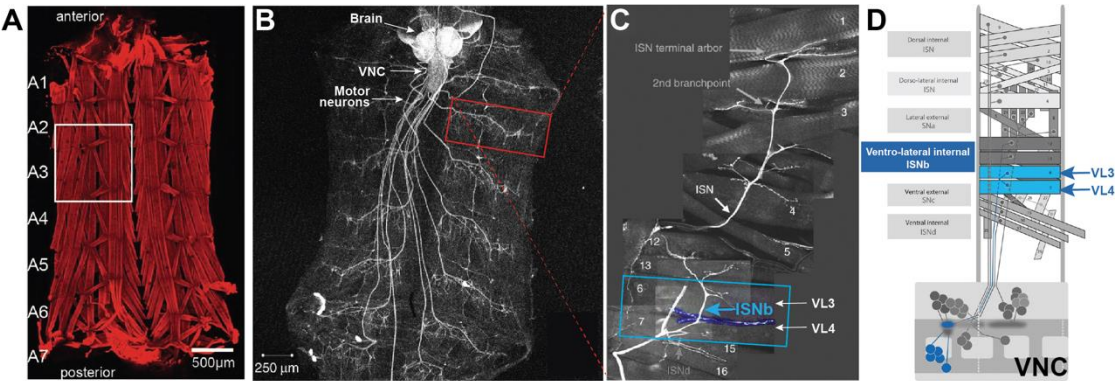 A
anterior
A1
A2
A3
A4
A5
A6
A7
posterior
500µm
B
Brain
VNC
Motor
neurons
250 µm
C
ISN terminal arbor
2nd branchpoint
ISN
1
2
3
4
5
12
13
6
7
ISNb
VL3
VL4
15
ISNd
16
D
Dorsal internal
ISN
Dorso-lateral internal
ISN
Lateral external
SNa
Ventro-lateral internal
ISNb
Ventral external
SNc
Ventral internal
ISNd
VL3
VL4
VNC